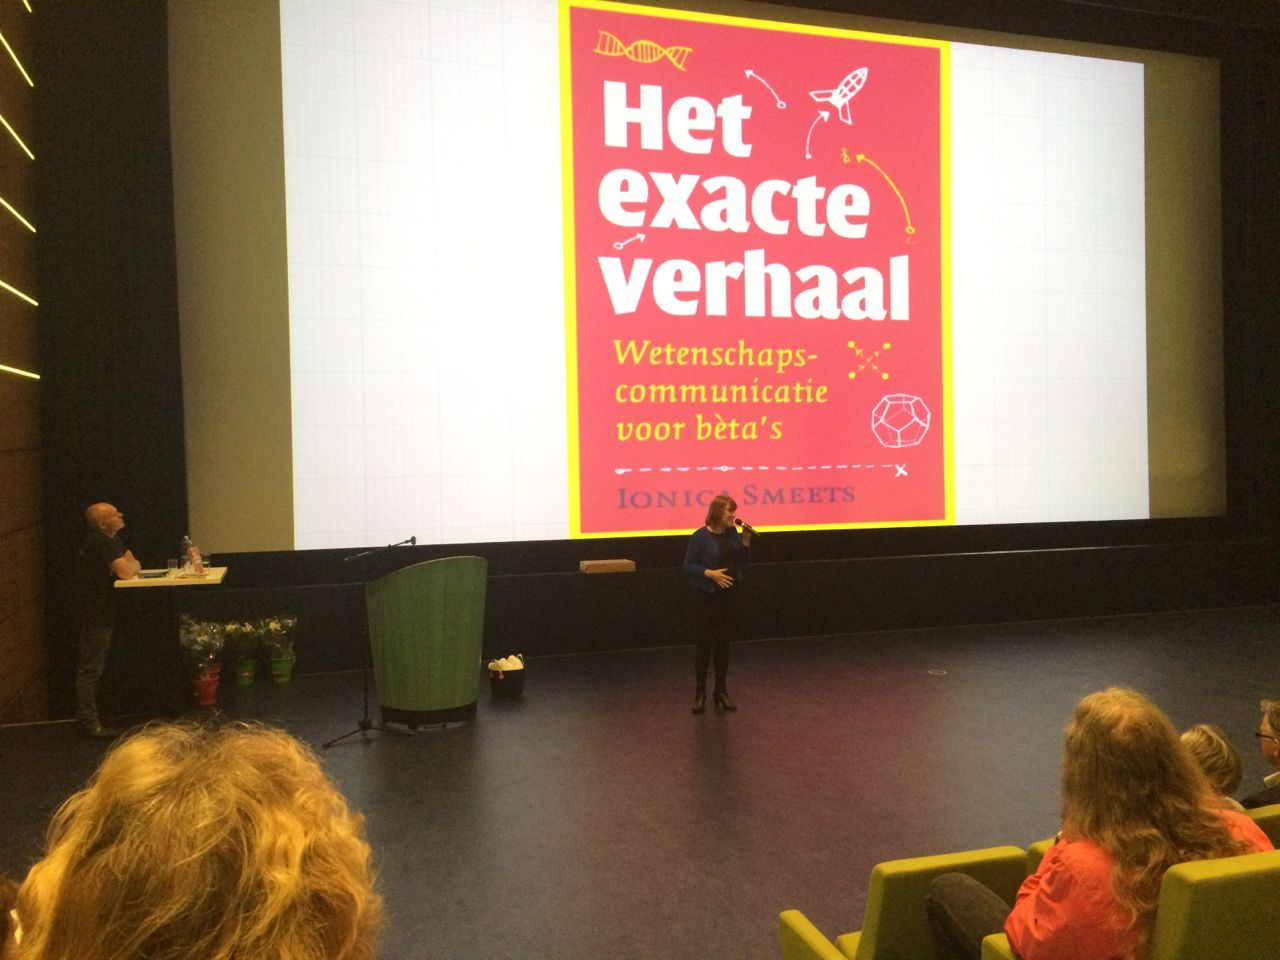 Het
exacte
verhaal
Wetenschaps-
communicatie
voor bèta's
Ionica Smeets
b
c